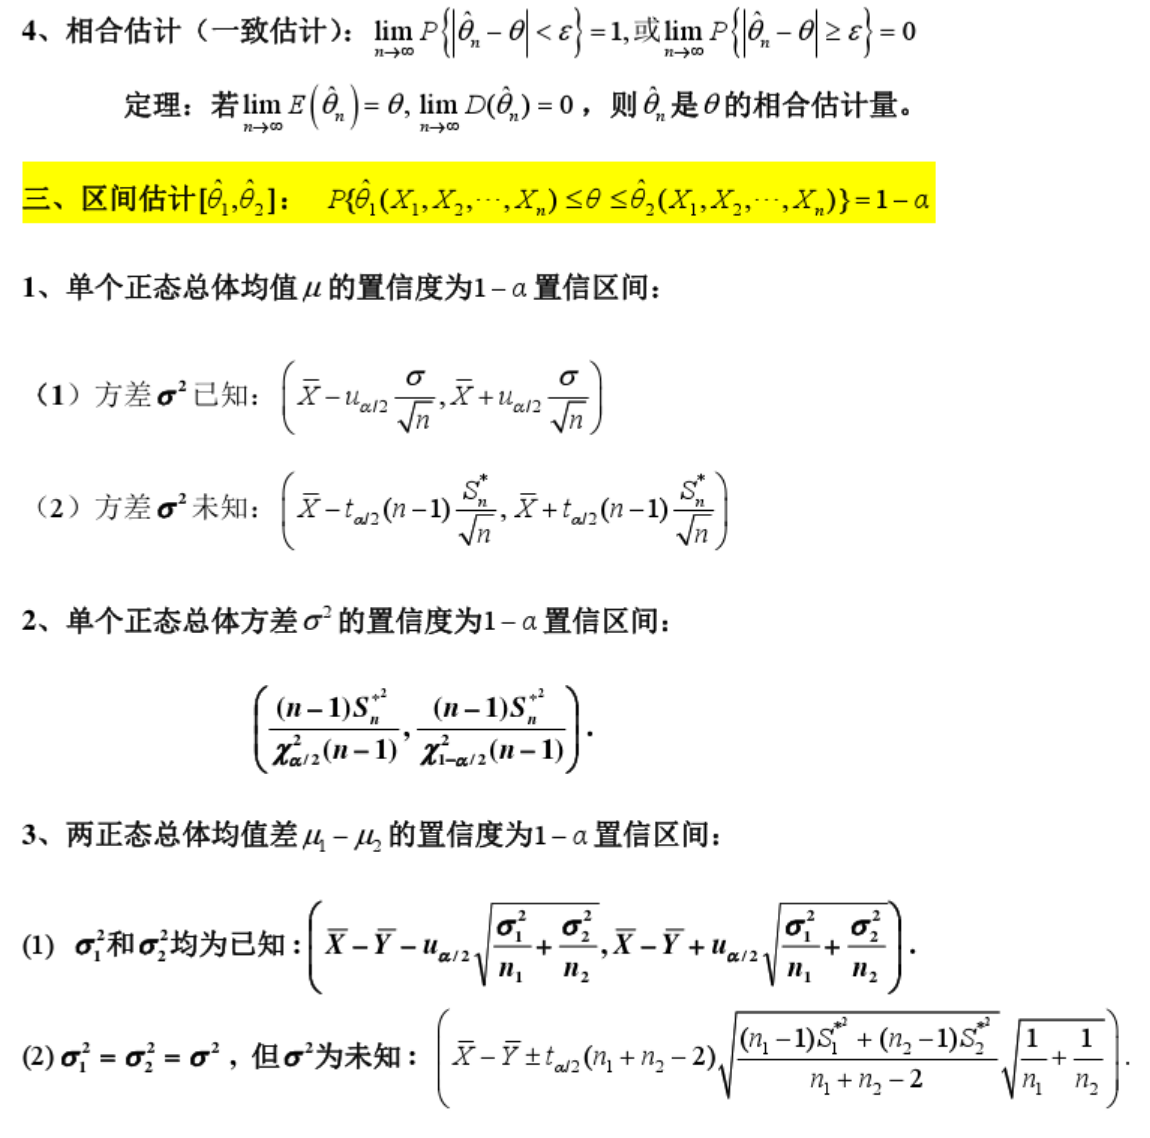 4、相合估计（一致估计）：$\lim_{n\to\infty} P\{|\hat{\theta}_n - \theta| < \varepsilon\} = 1$,或$\lim_{n\to\infty} P\{|\hat{\theta}_n - \theta| \ge \varepsilon\} = 0$
定理：若$\lim_{n\to\infty} E(\hat{\theta}_n) = \theta, \lim_{n\to\infty} D(\hat{\theta}_n) = 0$，则$\hat{\theta}_n$是$\theta$的相合估计量。
三、区间估计$[\hat{\theta}_1,\hat{\theta}_2]$： $P\{\hat{\theta}_1(X_1,X_2,\cdots,X_n) \le \theta \le \hat{\theta}_2(X_1,X_2,\cdots,X_n)\} = 1-\alpha$
1、单个正态总体均值$\mu$的置信度为$1-\alpha$置信区间：
（1）方差$\sigma^2$已知：$\left(\overline{X} - u_{\alpha/2}\frac{\sigma}{\sqrt{n}}, \overline{X} + u_{\alpha/2}\frac{\sigma}{\sqrt{n}}\right)$
（2）方差$\sigma^2$未知：$\left(\overline{X} - t_{\alpha/2}(n-1)\frac{S_n^*}{\sqrt{n}}, \overline{X} + t_{\alpha/2}(n-1)\frac{S_n^*}{\sqrt{n}}\right)$
2、单个正态总体方差$\sigma^2$的置信度为$1-\alpha$置信区间：
$\left(\frac{(n-1)S_n^{*2}}{\chi^2_{\alpha/2}(n-1)}, \frac{(n-1)S_n^{*2}}{\chi^2_{1-\alpha/2}(n-1)}\right).$
3、两正态总体均值差$\mu_1 - \mu_2$的置信度为$1-\alpha$置信区间：
(1) $\sigma_1^2$和$\sigma_2^2$均为已知：$\left(\overline{X} - \overline{Y} - u_{\alpha/2}\sqrt{\frac{\sigma_1^2}{n_1} + \frac{\sigma_2^2}{n_2}}, \overline{X} - \overline{Y} + u_{\alpha/2}\sqrt{\frac{\sigma_1^2}{n_1} + \frac{\sigma_2^2}{n_2}}\right).$
(2) $\sigma_1^2 = \sigma_2^2 = \sigma^2$，但$\sigma^2$为未知：$\left(\overline{X} - \overline{Y} \pm t_{\alpha/2}(n_1+n_2-2)\sqrt{\frac{(n_1-1)S_1^{*2} + (n_2-1)S_2^{*2}}{n_1+n_2-2}}\sqrt{\frac{1}{n_1} + \frac{1}{n_2}}\right).$